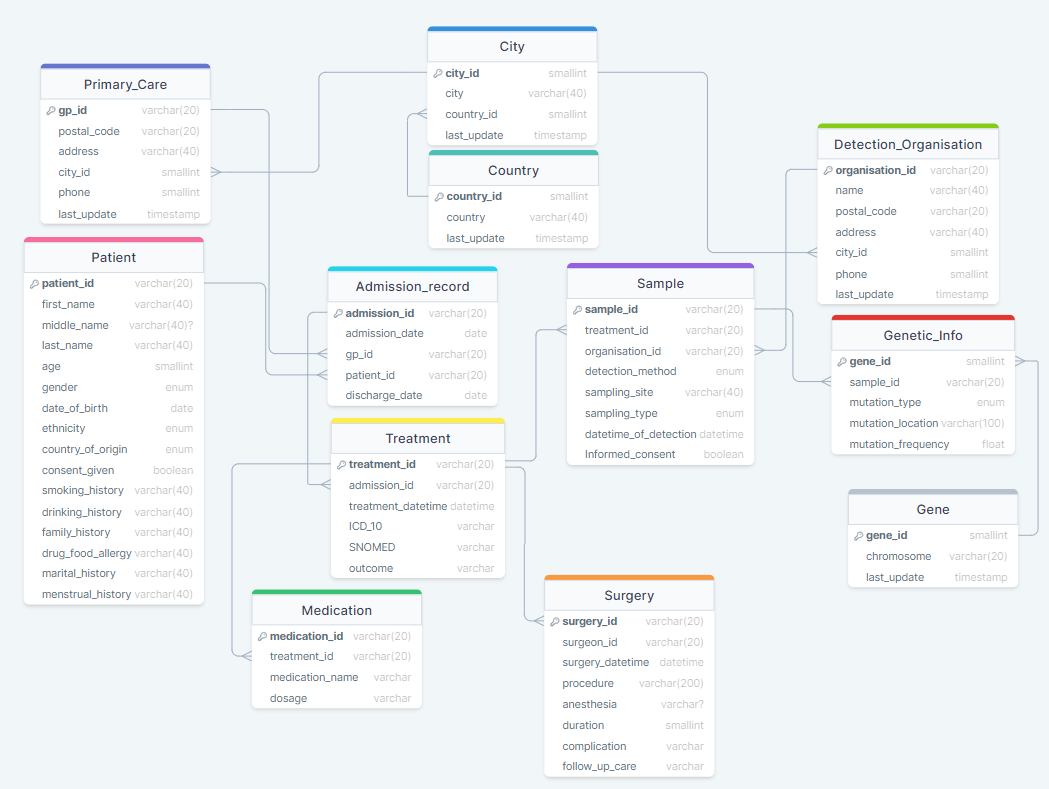 City
city_id smallint
city varchar(40)
country_id smallint
last_update timestamp
Primary_Care
gp_id varchar(20)
postal_code varchar(20)
address varchar(40)
city_id smallint
phone smallint
last_update timestamp
Country
country_id smallint
country varchar(40)
last_update timestamp
Detection_Organisation
organisation_id varchar(20)
name varchar(40)
postal_code varchar(20)
address varchar(40)
city_id smallint
phone smallint
last_update timestamp
Patient
patient_id varchar(20)
first_name varchar(40)
middle_name varchar(40)?
last_name varchar(40)
age smallint
gender enum
date_of_birth date
ethnicity enum
country_of_origin enum
consent_given boolean
smoking_history varchar(40)
drinking_history varchar(40)
family_history varchar(40)
drug_food_allergy varchar(40)
marital_history varchar(40)
menstrual_history varchar(40)
Admission_record
admission_id varchar(20)
admission_date date
gp_id varchar(20)
patient_id varchar(20)
discharge_date date
Sample
sample_id varchar(20)
treatment_id varchar(20)
organisation_id varchar(20)
detection_method enum
sampling_site varchar(40)
sampling_type enum
datetime_of_detection datetime
Informed_consent boolean
Genetic_Info
gene_id smallint
sample_id varchar(20)
mutation_type enum
mutation_location varchar(100)
mutation_frequency float
Treatment
treatment_id varchar(20)
admission_id varchar(20)
treatment_datetime datetime
ICD_10 varchar
SNOMED varchar
outcome varchar
Gene
gene_id smallint
chromosome varchar(20)
last_update timestamp
Medication
medication_id varchar(20)
treatment_id varchar(20)
medication_name varchar
dosage varchar
Surgery
surgery_id varchar(20)
surgeon_id varchar(20)
surgery_datetime datetime
procedure varchar(200)
anesthesia varchar?
duration smallint
complication varchar
follow_up_care varchar